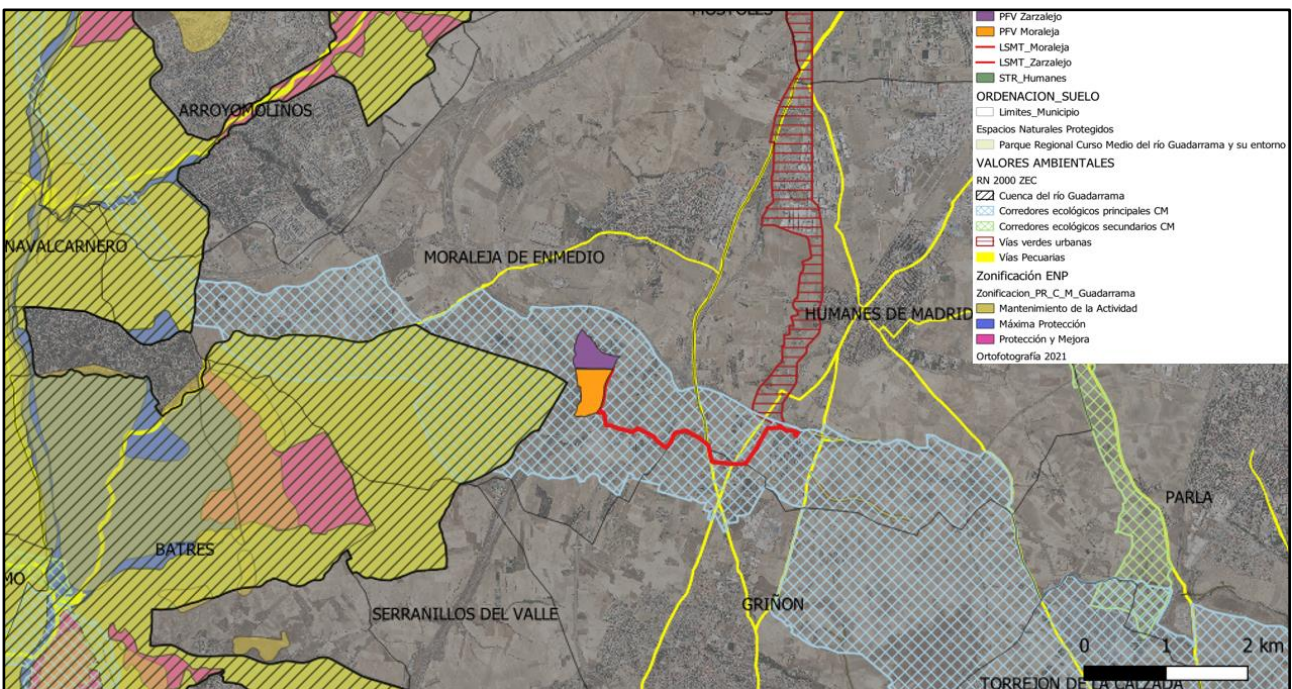 MOSTOLES
ARROYOMOLINOS
NAVALCARNERO
MORALEJA DE ENMEDIO
HUMANES DE MADRID
PARLA
BATRES
MO
SERRANILLOS DEL VALLE
GRIÑON
TORREJON DE LA CALZADA
PFV Zarzalejo
PFV Moraleja
LSMT_Moraleja
LSMT_Zarzalejo
STR_Humanes
ORDENACION_SUELO
Limites_Municipio
Espacios Naturales Protegidos
Parque Regional Curso Medio del río Guadarrama y su entorno
VALORES AMBIENTALES
RN 2000 ZEC
Cuenca del río Guadarrama
Corredores ecológicos principales CM
Corredores ecológicos secundarios CM
Vías verdes urbanas
Vías Pecuarias
Zonificación ENP
Zonificacion_PR_C_M_Guadarrama
Mantenimiento de la Actividad
Máxima Protección
Protección y Mejora
Ortofotografía 2021
0 1 2 km